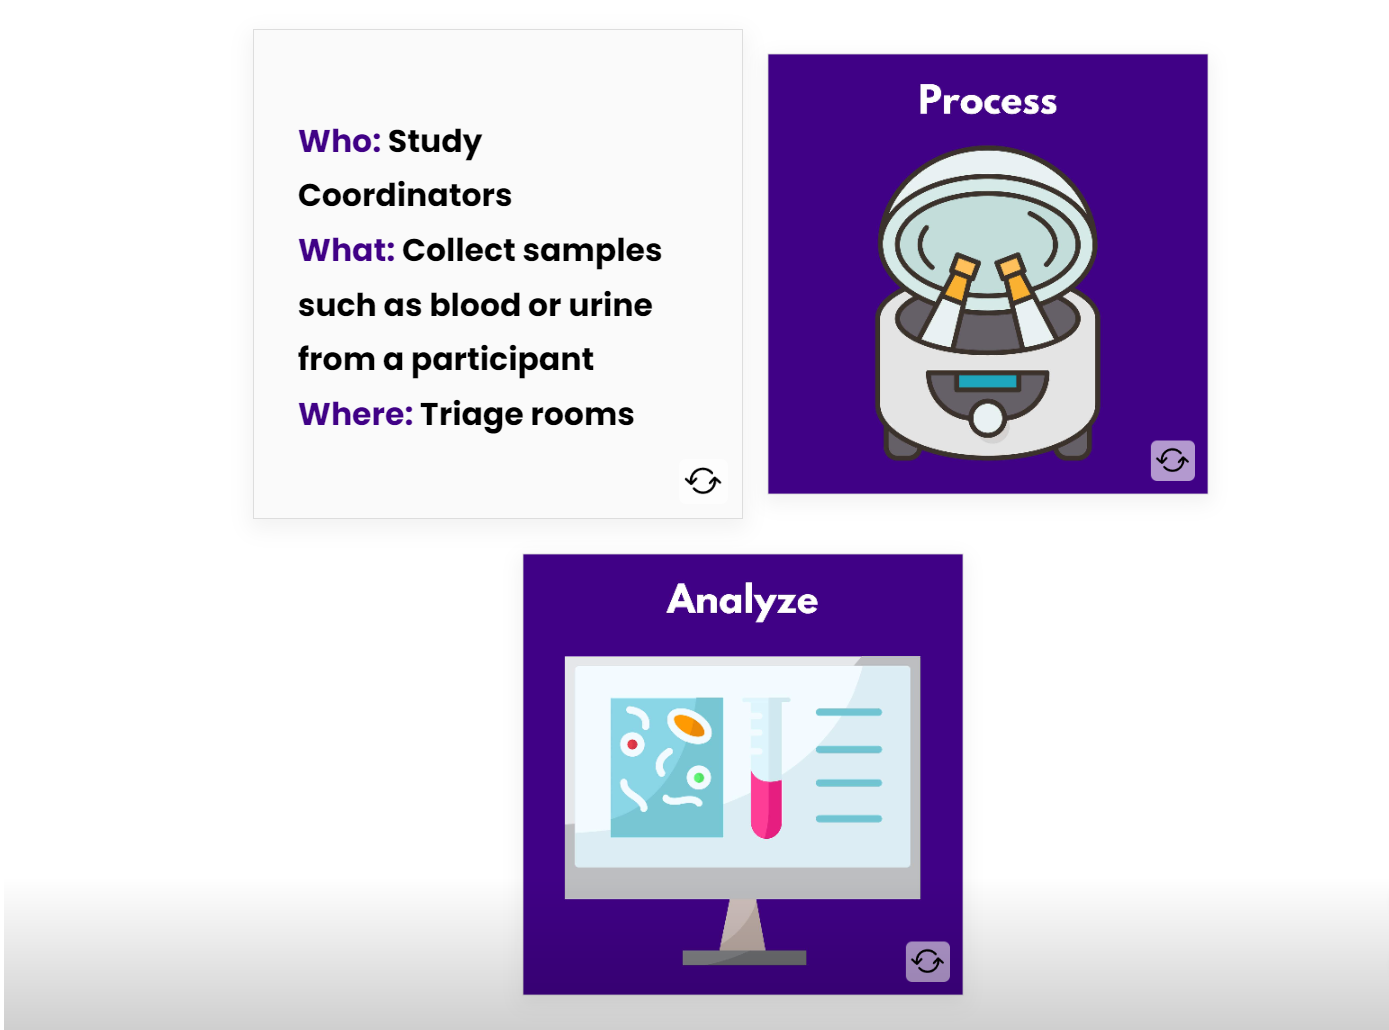 Who: Study
Coordinators
What: Collect samples
such as blood or urine
from a participant
Where: Triage rooms
Process
Analyze